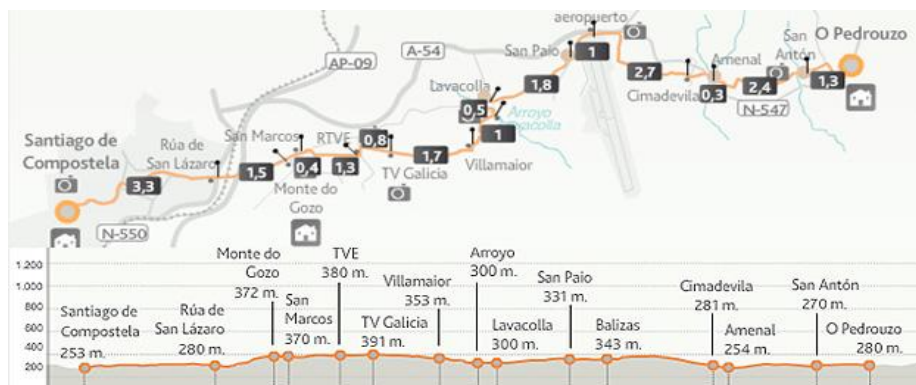 aeropuerto
San
Antón
O Pedrouzo
A-54
San Paio
1
Amenal
AP-09
2,7
Lavacolla
1,8
Cimadevila
0,3
2,4
1,3
N-547
0,5
Arroyo
Lavacolla
Santiago de
Compostela
Rúa de
San Lázaro
San Marcos
RTVE
0,8
1
3,3
1,5
0,4
1,3
1,7
Villamaior
Monte do
Gozo
TV Galicia
N-550
1.200
1.000
800
600
400
200
Santiago de
Compostela
253 m.
Rúa de
San Lázaro
280 m.
Monte do
Gozo
372 m.
San
Marcos
370 m.
TVE
380 m.
TV Galicia
391 m.
Villamaior
353 m.
Arroyo
300 m.
Lavacolla
300 m.
San Paio
331 m.
Balizas
343 m.
Cimadevila
281 m.
Amenal
254 m.
San Antón
270 m.
O Pedrouzo
280 m.